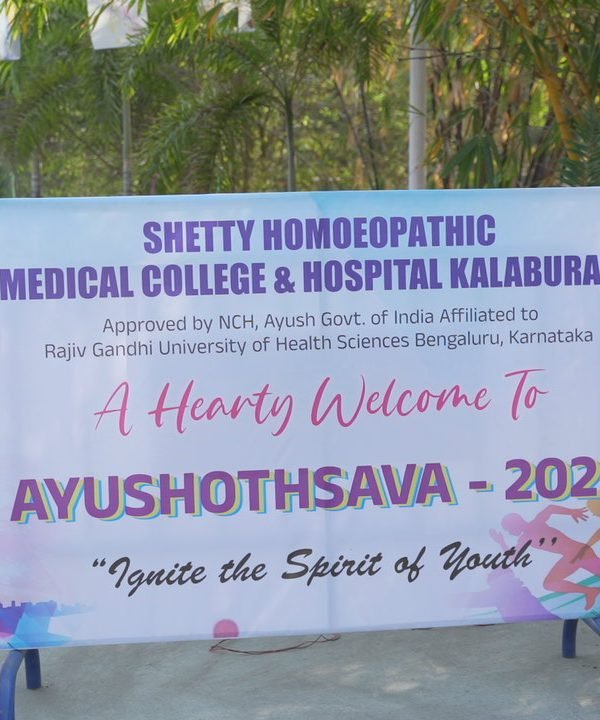 SHETTY HOMOEOPATHIC
MEDICAL COLLEGE & HOSPITAL KALABURA
Approved by NCH, Ayush Govt. of India Affiliated to
Rajiv Gandhi University of Health Sciences Bengaluru, Karnataka
A Hearty Welcome To
AYUSHOTHSAVA - 202
“Ignite the Spirit of Youth’’